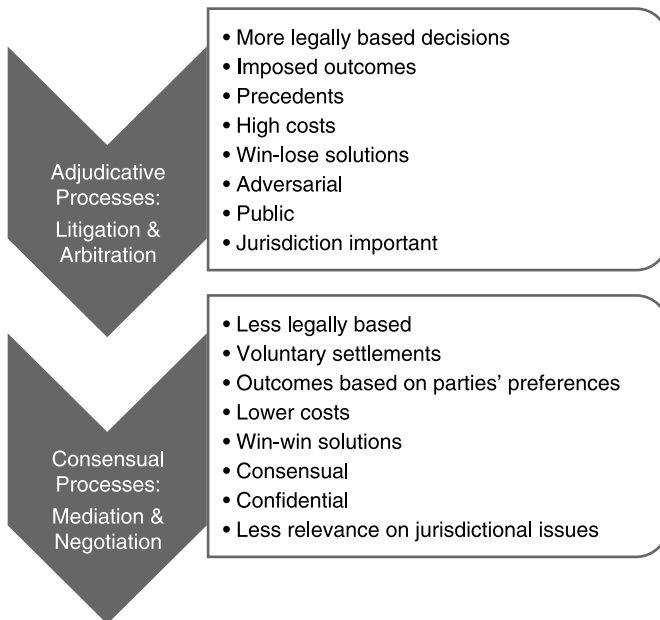 Adjudicative
Processes:
Litigation &
Arbitration
• More legally based decisions
• Imposed outcomes
• Precedents
• High costs
• Win-lose solutions
• Adversarial
• Public
• Jurisdiction important
Consensual
Processes:
Mediation &
Negotiation
• Less legally based
• Voluntary settlements
• Outcomes based on parties’ preferences
• Lower costs
• Win-win solutions
• Consensual
• Confidential
• Less relevance on jurisdictional issues